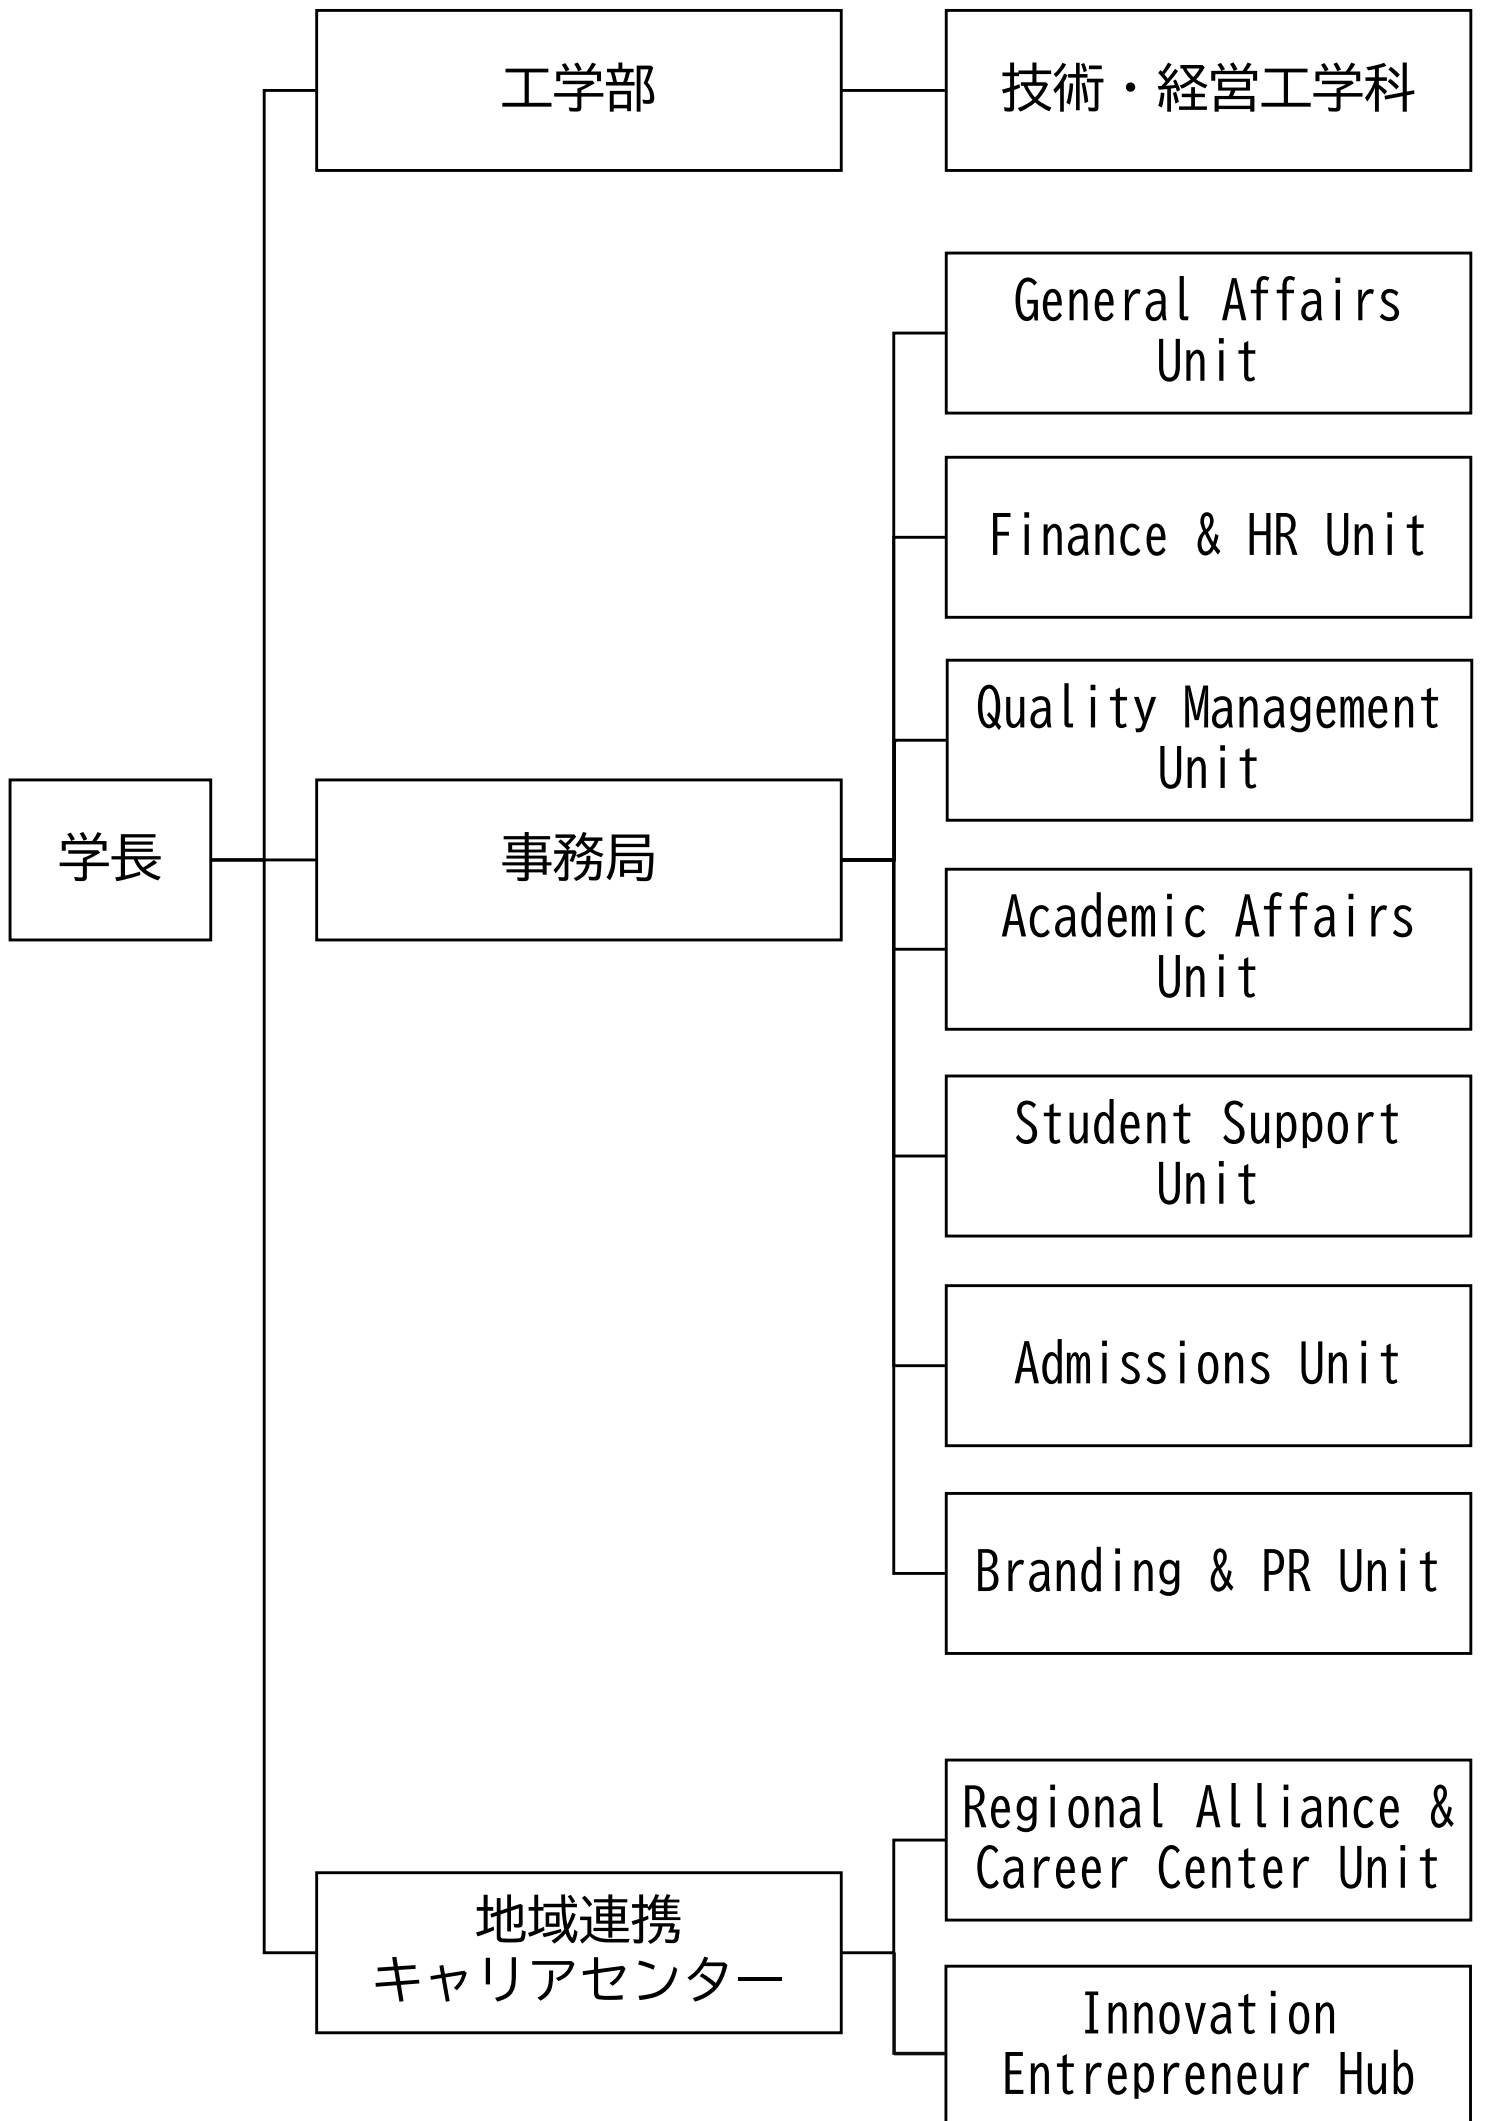 工学部
技術・経営工学科
General Affairs
Unit
Finance & HR Unit
Quality Management
Unit
学長
事務局
Academic Affairs
Unit
Student Support
Unit
Admissions Unit
Branding & PR Unit
地域連携
キャリアセンター
Regional Alliance &
Career Center Unit
Innovation
Entrepreneur Hub